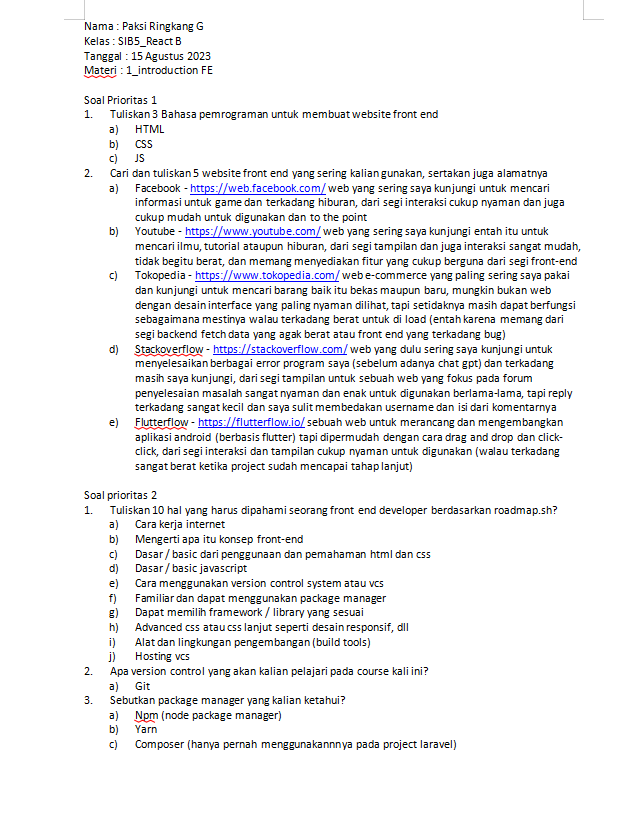 Nama : Paksi Ringkang G
Kelas : SIB5_React B
Tanggal : 15 Agustus 2023
Materi : 1_introduction FE
Soal Prioritas 1
1. Tuliskan 3 Bahasa pemrograman untuk membuat website front end
a) HTML
b) CSS
c) JS
2. Cari dan tuliskan 5 website front end yang sering kalian gunakan, sertakan juga alamatnya
a) Facebook - https://web.facebook.com/ web yang sering saya kunjungi untuk mencari
informasi untuk game dan terkadang hiburan, dari segi interaksi cukup nyaman dan juga
cukup mudah untuk digunakan dan to the point
b) Youtube - https://www.youtube.com/ web yang sering saya kunjungi entah itu untuk
mencari ilmu, tutorial ataupun hiburan, dari segi tampilan dan juga interaksi sangat mudah,
tidak begitu berat, dan memang menyediakan fitur yang cukup berguna dari segi front-end
c) Tokopedia - https://www.tokopedia.com/ web e-commerce yang paling sering saya pakai
dan kunjungi untuk mencari barang baik itu bekas maupun baru, mungkin bukan web
dengan desain interface yang paling nyaman dilihat, tapi setidaknya masih dapat berfungsi
sebagaimana mestinya walau terkadang berat untuk di load (entah karena memang dari
segi backend fetch data yang agak berat atau front end yang terkadang bug)
d) Stackoverflow - https://stackoverflow.com/ web yang dulu sering saya kunjungi untuk
menyelesaikan berbagai error program saya (sebelum adanya chat gpt) dan terkadang
masih saya kunjungi, dari segi tampilan untuk sebuah web yang fokus pada forum
penyelesaian masalah sangat nyaman dan enak untuk digunakan berlama-lama, tapi reply
terkadang sangat kecil dan saya sulit membedakan username dan isi dari komentarnya
e) Flutterflow - https://flutterflow.io/ sebuah web untuk merancang dan mengembangkan
aplikasi android (berbasis flutter) tapi dipermudah dengan cara drag and drop dan click-
click, dari segi interaksi dan tampilan cukup nyaman untuk digunakan (walau terkadang
sangat berat ketika project sudah mencapai tahap lanjut)
Soal prioritas 2
1. Tuliskan 10 hal yang harus dipahami seorang front end developer berdasarkan roadmap.sh?
a) Cara kerja internet
b) Mengerti apa itu konsep front-end
c) Dasar / basic dari penggunaan dan pemahaman html dan css
d) Dasar / basic javascript
e) Cara menggunakan version control system atau vcs
f) Familiar dan dapat menggunakan package manager
g) Dapat memilih framework / library yang sesuai
h) Advanced css atau css lanjut seperti desain responsif, dll
i) Alat dan lingkungan pengembangan (build tools)
j) Hosting vcs
2. Apa version control yang akan kalian pelajari pada course kali ini?
a) Git
3. Sebutkan package manager yang kalian ketahui?
a) Npm (node package manager)
b) Yarn
c) Composer (hanya pernah menggunakannnya pada project laravel)